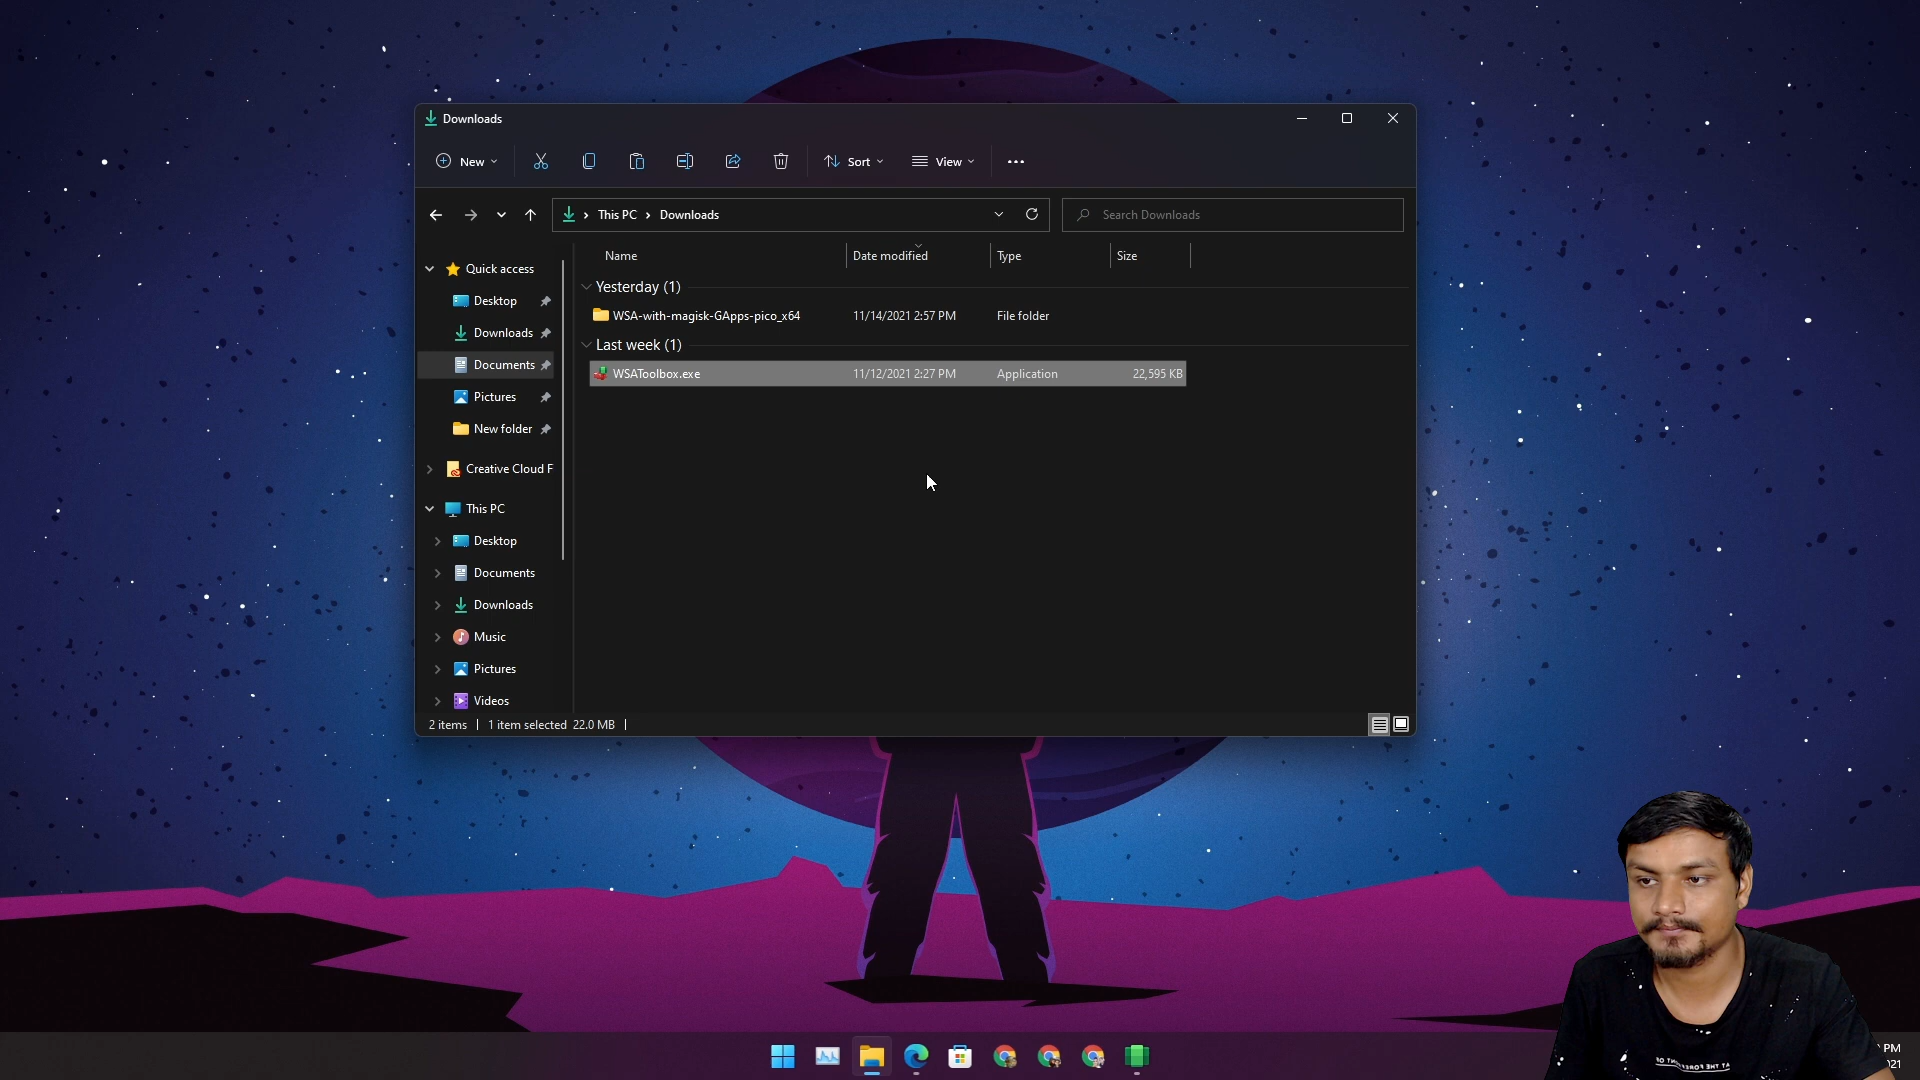 Downloads
New
Sort
View
This PC
Downloads
Search Downloads
Name
Date modified
Type
Size
Quick access
Desktop
Downloads
Documents
Pictures
New folder
Creative Cloud F
This PC
Desktop
Documents
Downloads
Music
Pictures
Videos
Yesterday (1)
WSA-with-magisk-GApps-pico_x64 11/14/2021 2:57 PM File folder
Last week (1)
WSAToolbox.exe 11/12/2021 2:27 PM Application 22,595 KB
2 items
1 item selected 22.0 MB
PM
021